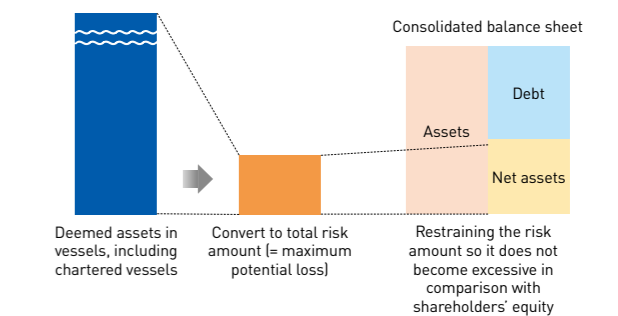 Consolidated balance sheet
Debt
Assets
Net assets
Deemed assets in
vessels, including
chartered vessels
Convert to total risk
amount (= maximum
potential loss)
Restraining the risk
amount so it does not
become excessive in
comparison with
shareholders’ equity